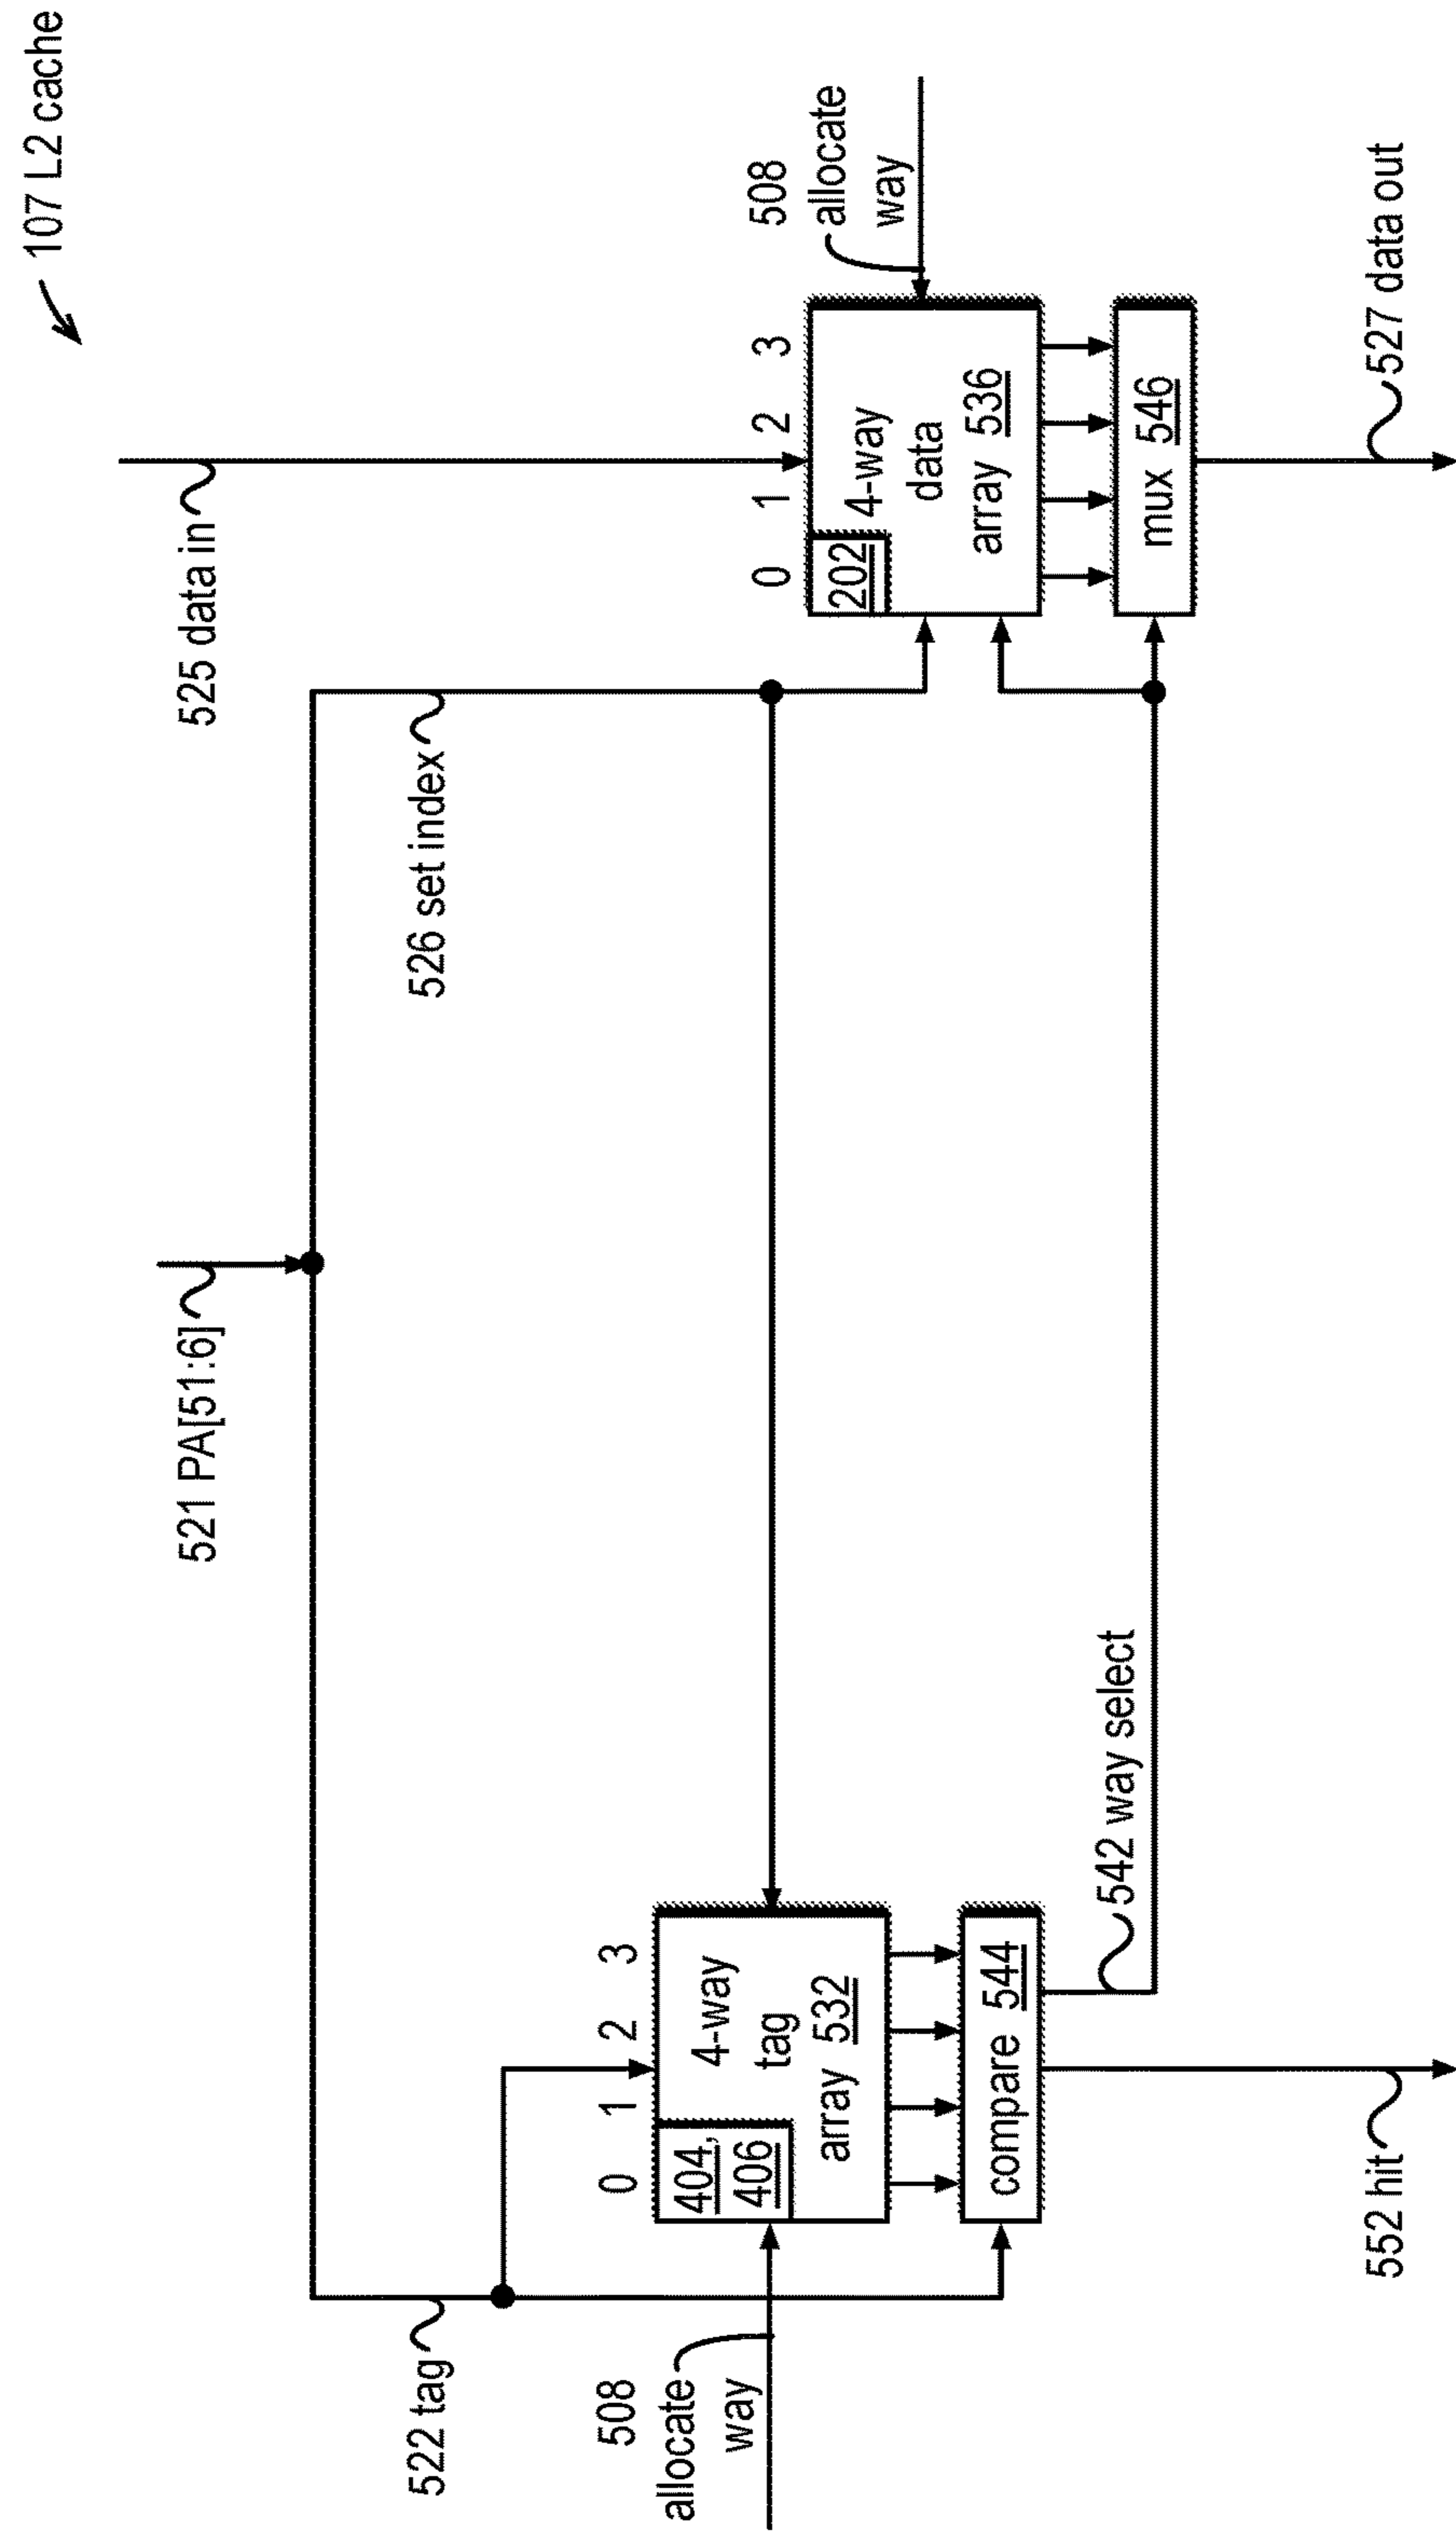 107 L2 cache
521 PA[51:6]
525 data in
522 tag
526 set index
508
allocate
way
0 1 2 3
404,
406
4-way
tag
array 532
compare 544
542 way select
552 hit
0 1 2 3
202
4-way
data
array 536
508
allocate
way
mux 546
527 data out